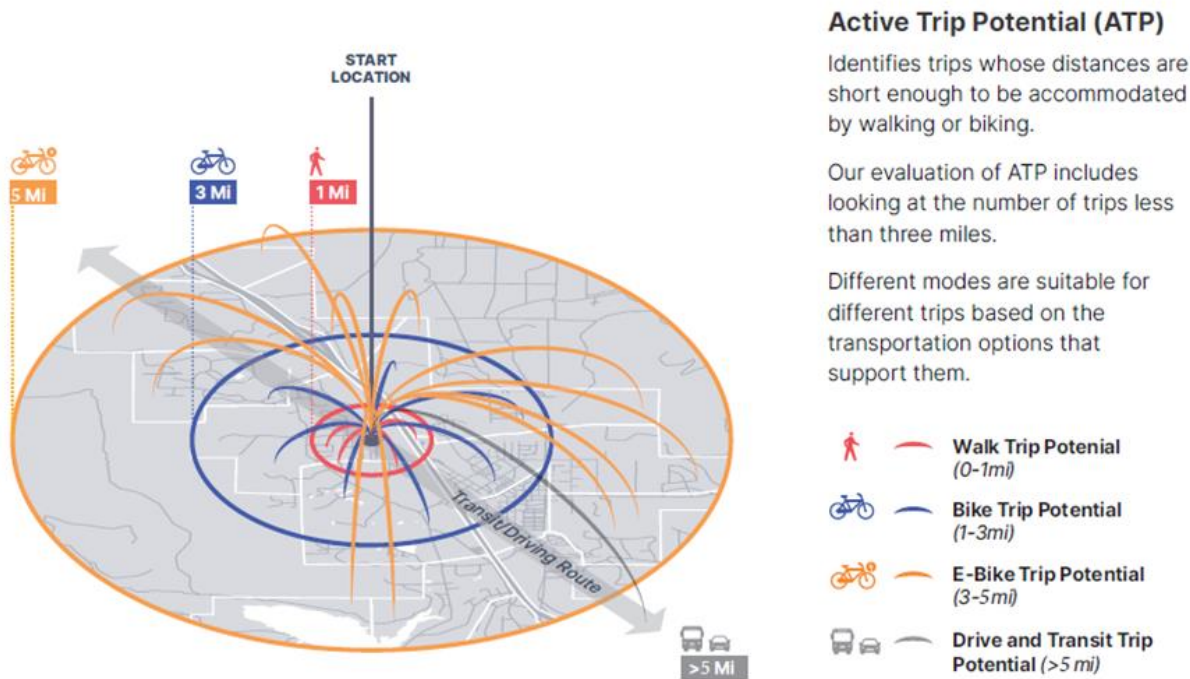 START
LOCATION
5 Mi
3 Mi
1 Mi
Transit/Driving Route
>5 Mi
Active Trip Potential (ATP)
Identifies trips whose distances are
short enough to be accommodated
by walking or biking.
Our evaluation of ATP includes
looking at the number of trips less
than three miles.
Different modes are suitable for
different trips based on the
transportation options that
support them.
Walk Trip Potenial
(0-1mi)
Bike Trip Potential
(1-3mi)
E-Bike Trip Potential
(3-5mi)
Drive and Transit Trip
Potential (>5 mi)